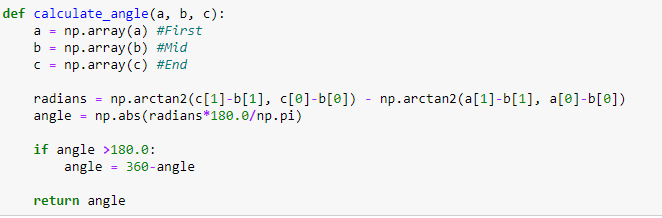 def calculate_angle(a, b, c):
    a = np.array(a) #First
    b = np.array(b) #Mid
    c = np.array(c) #End
    radians = np.arctan2(c[1]-b[1], c[0]-b[0]) - np.arctan2(a[1]-b[1], a[0]-b[0])
    angle = np.abs(radians*180.0/np.pi)
    if angle >180.0:
        angle = 360-angle
    return angle